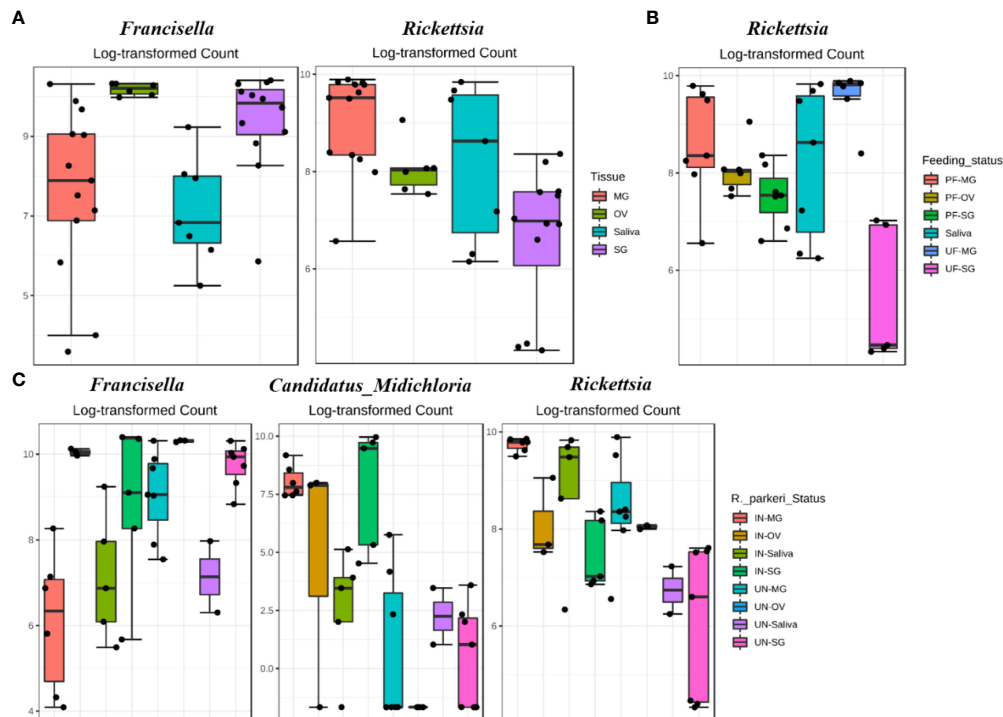 A
Francisella
Log-transformed Count
9
7
5
Rickettsia
Log-transformed Count
10
8
6
Tissue
MG
OV
Saliva
SG
B
Rickettsia
Log-transformed Count
10
8
6
Feeding_status
PF-MG
PF-OV
PF-SG
Saliva
UF-MG
UF-SG
C
Francisella
Log-transformed Count
10
8
6
4
Candidatus_Midichloria
Log-transformed Count
10.0
7.5
5.0
2.5
0.0
Rickettsia
Log-transformed Count
10
8
6
R._parkeri_Status
IN-MG
IN-OV
IN-Saliva
IN-SG
UN-MG
UN-OV
UN-Saliva
UN-SG